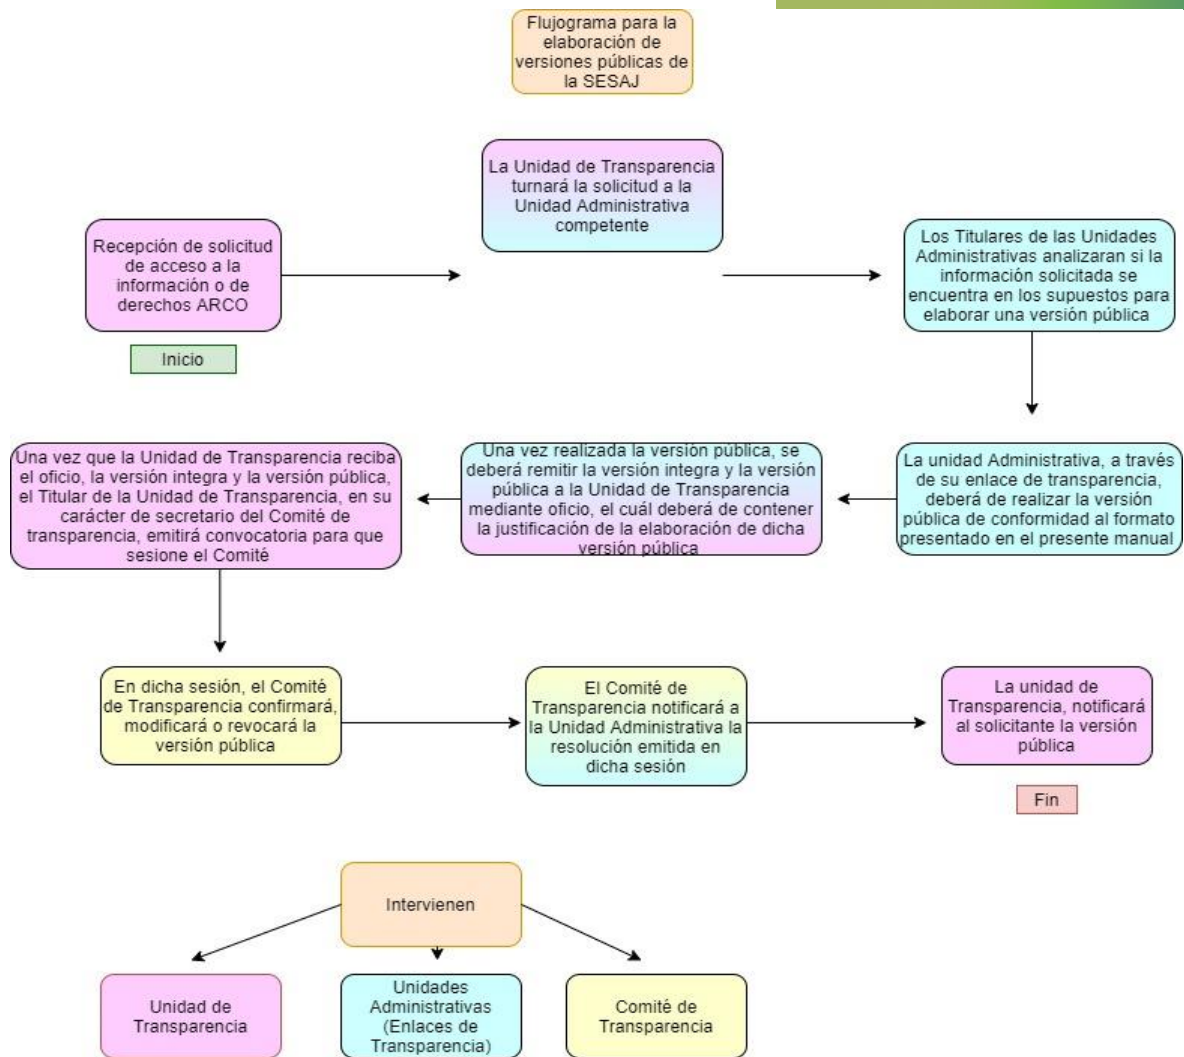 Flujograma para la
elaboración de
versiones públicas de
la SESAJ
La Unidad de Transparencia
turnará la solicitud a la
Unidad Administrativa
competente
Recepción de solicitud
de acceso a la
información o de
derechos ARCO
Inicio
Los Titulares de las Unidades
Administrativas analizaran si la
información solicitada se
encuentra en los supuestos para
elaborar una versión pública
Una vez que la Unidad de Transparencia reciba
el oficio, la versión integra y la versión pública,
el Titular de la Unidad de Transparencia, en su
carácter de secretario del Comité de
transparencia, emitirá convocatoria para que
sesione el Comité
Una vez realizada la versión pública, se
deberá remitir la versión integra y la versión
pública a la Unidad de Transparencia
mediante oficio, el cuál deberá de contener
la justificación de la elaboración de dicha
versión pública
La unidad Administrativa, a través
de su enlace de transparencia,
deberá de realizar la versión
pública de conformidad al formato
presentado en el presente manual
En dicha sesión, el Comité
de Transparencia confirmará,
modificará o revocará la
versión pública
El Comité de
Transparencia notificará a
la Unidad Administrativa la
resolución emitida en
dicha sesión
La unidad de
Transparencia, notificará
al solicitante la versión
pública
Fin
Intervienen
Unidad de
Transparencia
Unidades
Administrativas
(Enlaces de
Transparencia)
Comité de
Transparencia